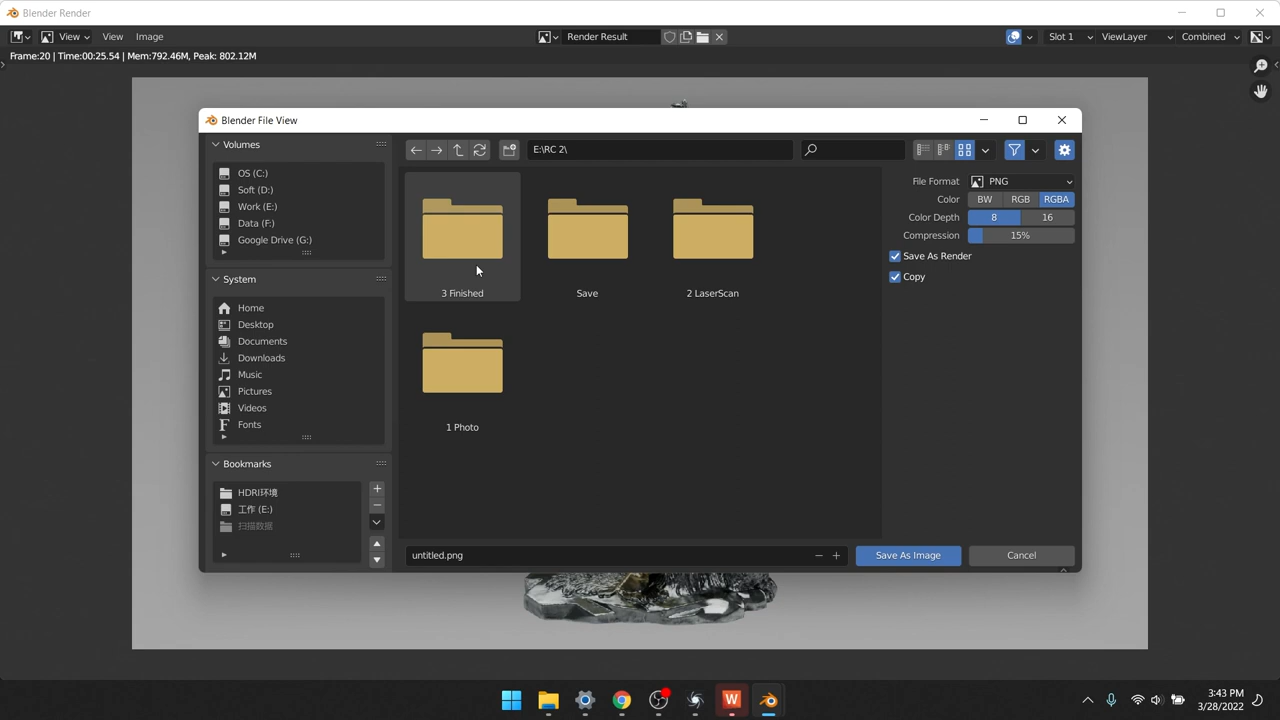 Blender Render
View
View
Image
Render Result
Slot 1
ViewLayer
Combined
Frame:20 | Time:00:25.54 | Mem:792.46M, Peak: 802.12M
Blender File View
Volumes
OS (C:)
Soft (D:)
Work (E:)
Data (F:)
Google Drive (G:)
System
Home
Desktop
Documents
Downloads
Music
Pictures
Videos
Fonts
Bookmarks
HDRI环境
工作 (E:)
扫描数据
E:\RC 2\
3 Finished
Save
2 LaserScan
1 Photo
File Format PNG
Color BW RGB RGBA
Color Depth 8 16
Compression 15%
Save As Render
Copy
untitled.png
Save As Image
Cancel
W
3:43 PM
3/28/2022